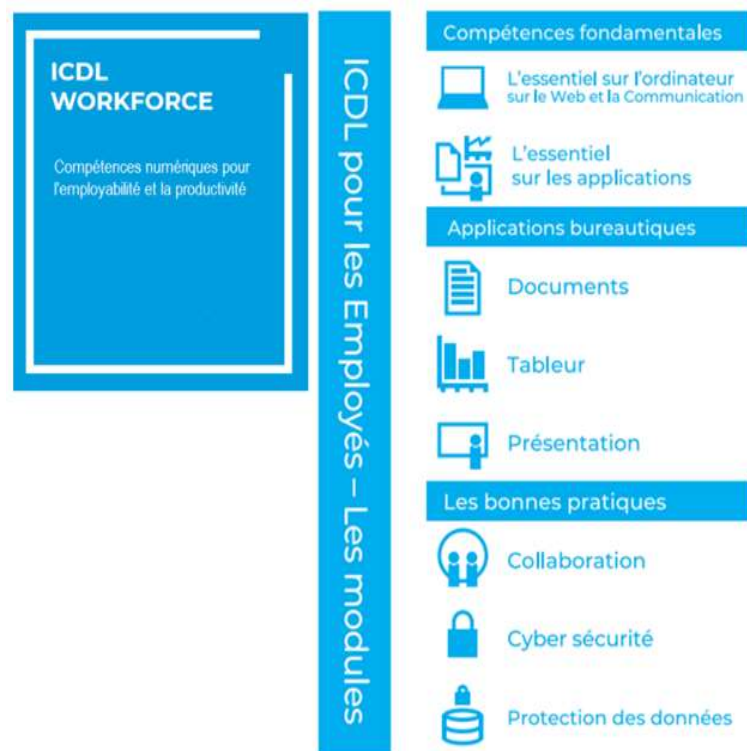 ICDL
WORKFORCE
Compétences numériques pour
l'employabilité et la productivité
ICDL pour les Employés – Les modules
Compétences fondamentales
L'essentiel sur l'ordinateur
sur le Web et la Communication
L'essentiel
sur les applications
Applications bureautiques
Documents
Tableur
Présentation
Les bonnes pratiques
Collaboration
Cyber sécurité
Protection des données